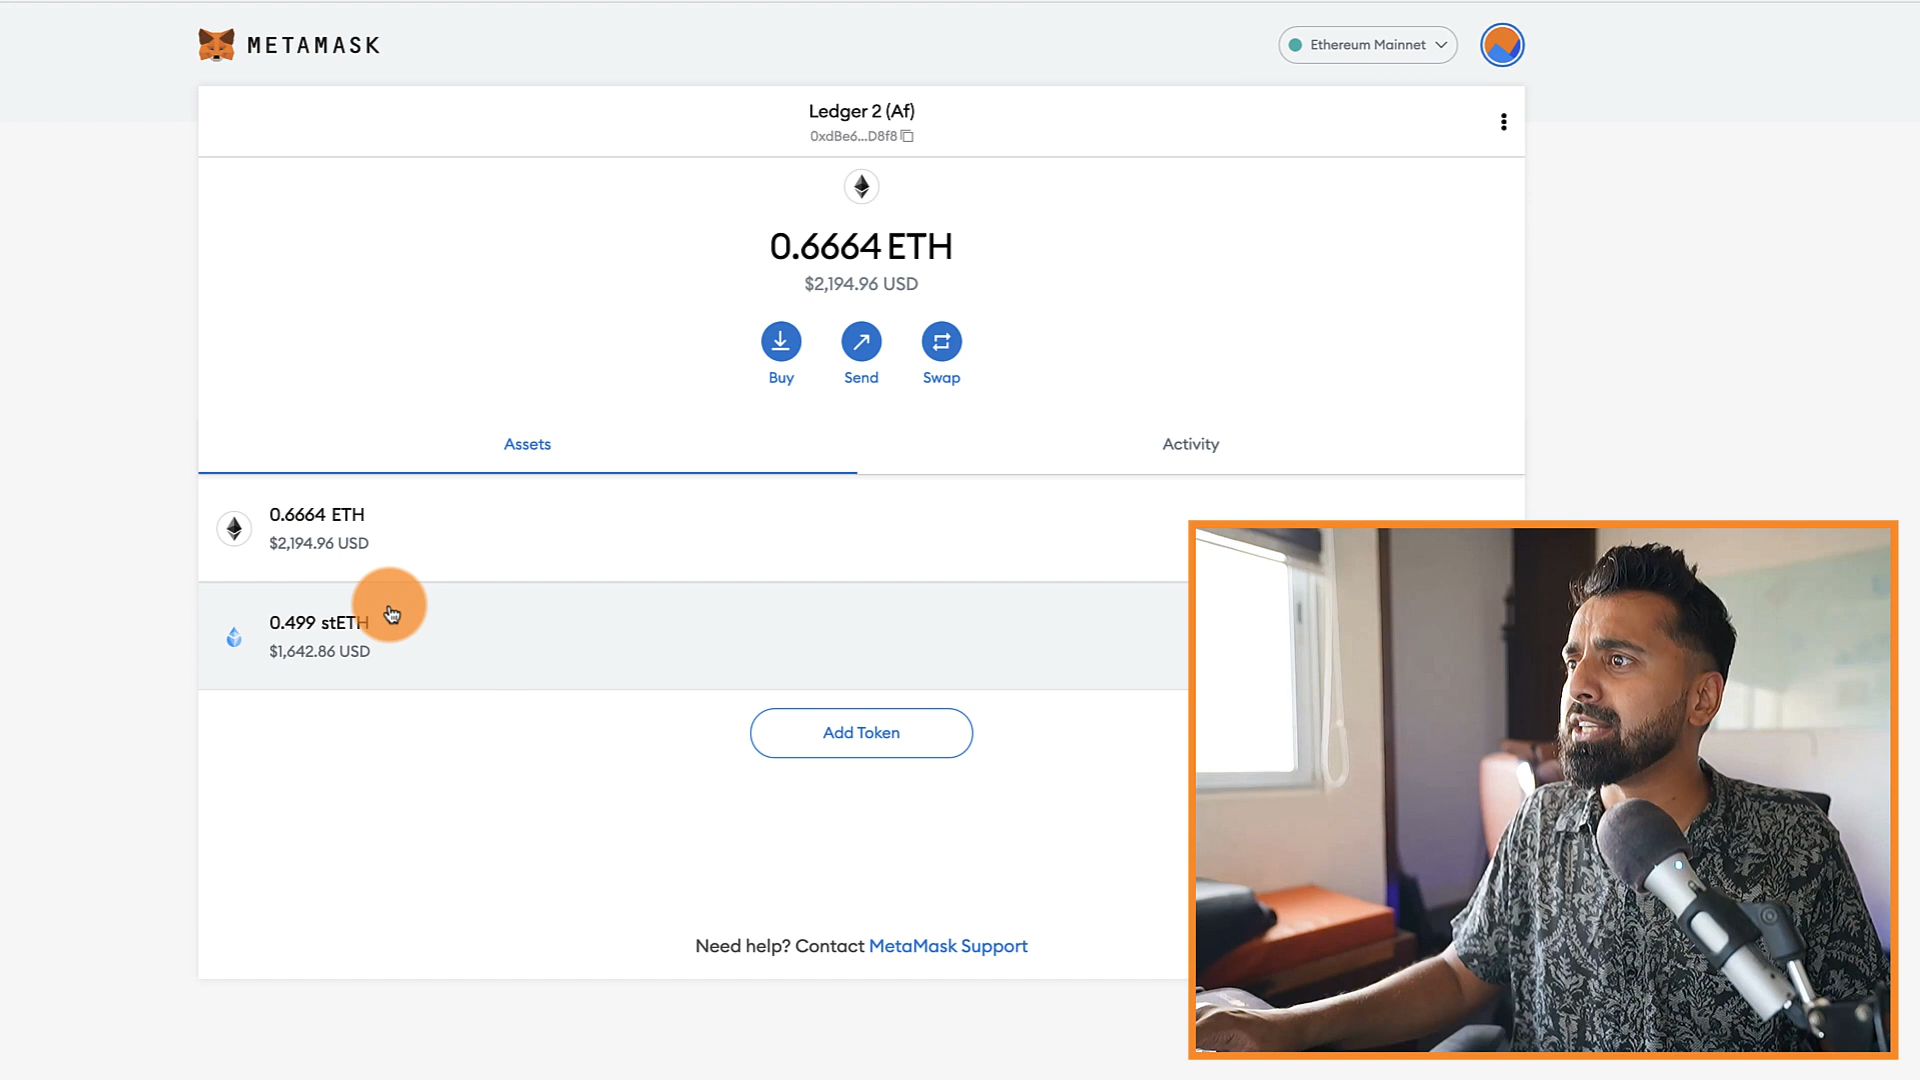 METAMASK
Ethereum Mainnet
Ledger 2 (Af)
0xdBe6...D8f8
0.6664 ETH
$2,194.96 USD
Buy
Send
Swap
Assets
Activity
0.6664 ETH
$2,194.96 USD
0.499 stETH
$1,642.86 USD
Add Token
Need help? Contact MetaMask Support